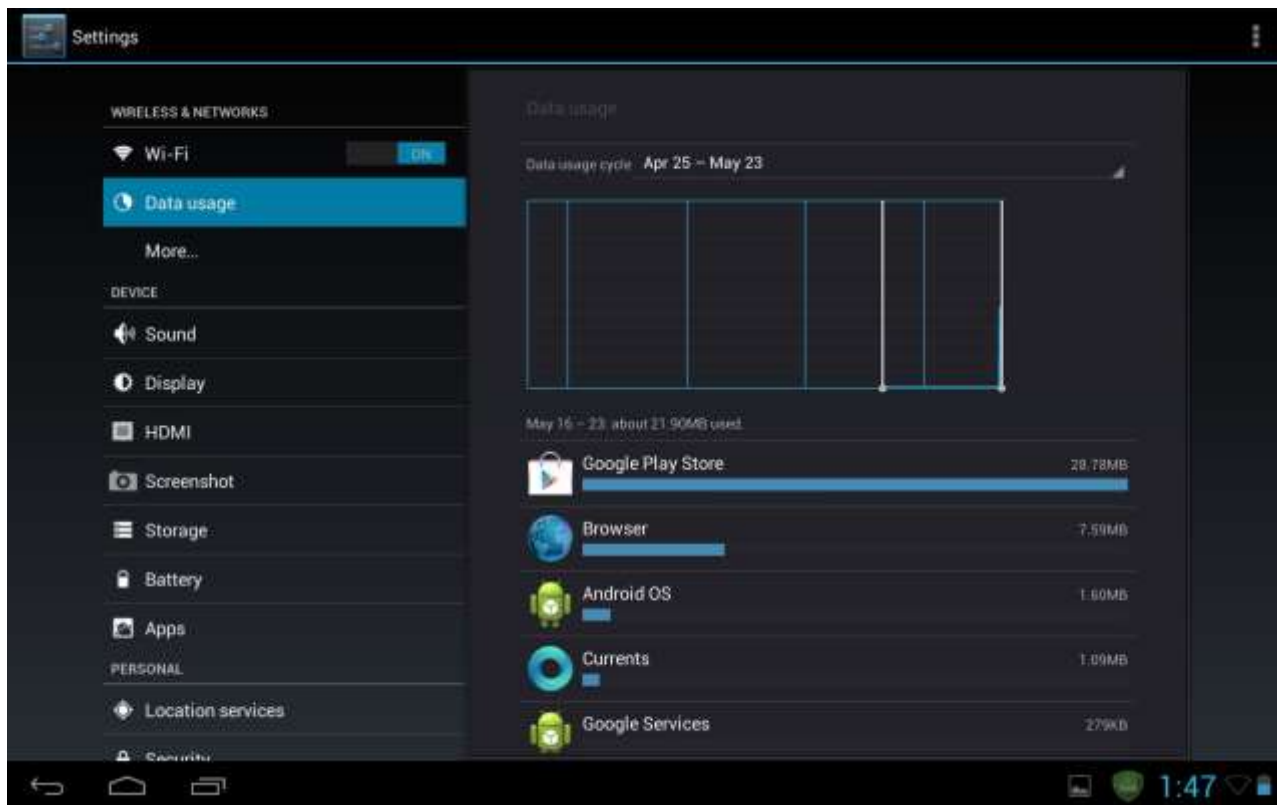 Settings
WIRELESS & NETWORKS
Wi-Fi ON
Data usage
More...
DEVICE
Sound
Display
HDMI
Screenshot
Storage
Battery
Apps
PERSONAL
Location services
Security
Data usage
Data usage cycle Apr 25 – May 23
May 16 – 23: about 21.90MB used.
Google Play Store 28.78MB
Browser 7.59MB
Android OS 1.60MB
Currents 1.09MB
Google Services 279KB
1:47